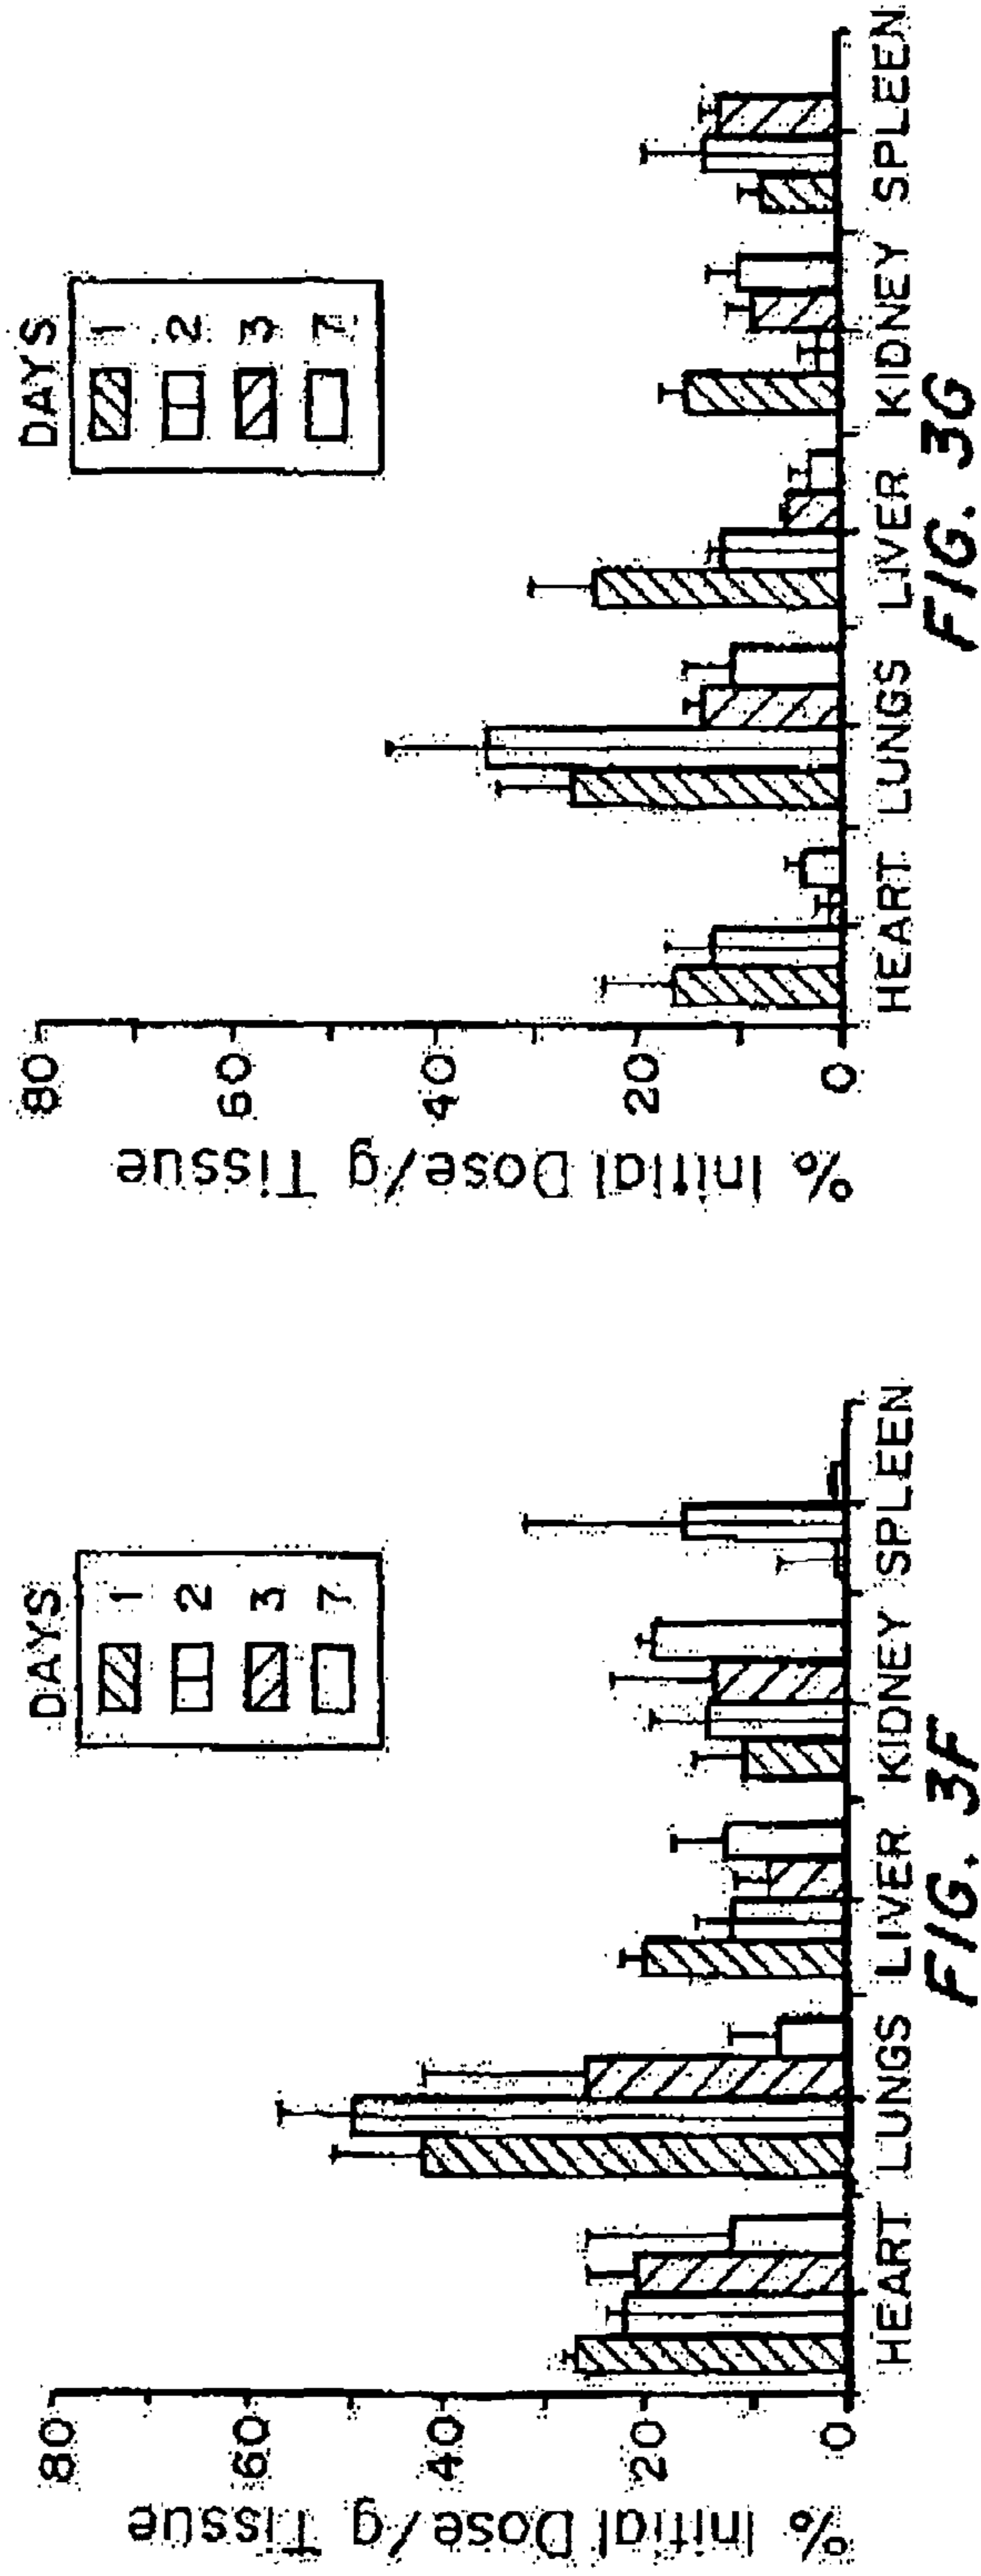 % Initial Dose/g Tissue
80
60
40
20
0
DAYS
1
2
3
7
HEART LUNGS LIVER KIDNEY SPLEEN
FIG. 3F
% Initial Dose/g Tissue
80
60
40
20
0
DAYS
1
2
3
7
HEART LUNGS LIVER KIDNEY SPLEEN
FIG. 3G